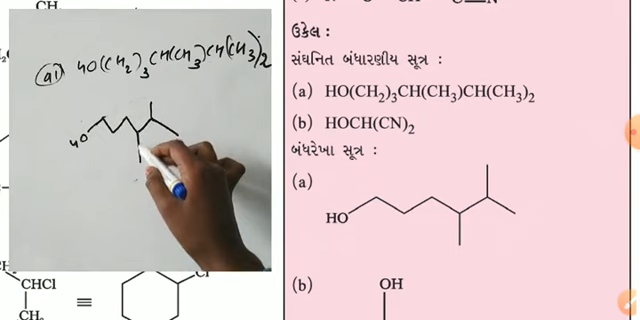 CH
ઉકેલ :
(a) HO(CH2)3CH(CH3)CH(CH3)2
સંઘનિત બંધારણીય સૂત્ર :
(a) HO(CH₂)₃CH(CH₃)CH(CH₃)₂
(b) HOCH(CN)₂
બંધરેખા સૂત્ર :
HO
(a)
HO
(b) OH
CHCl
≡
CH₃